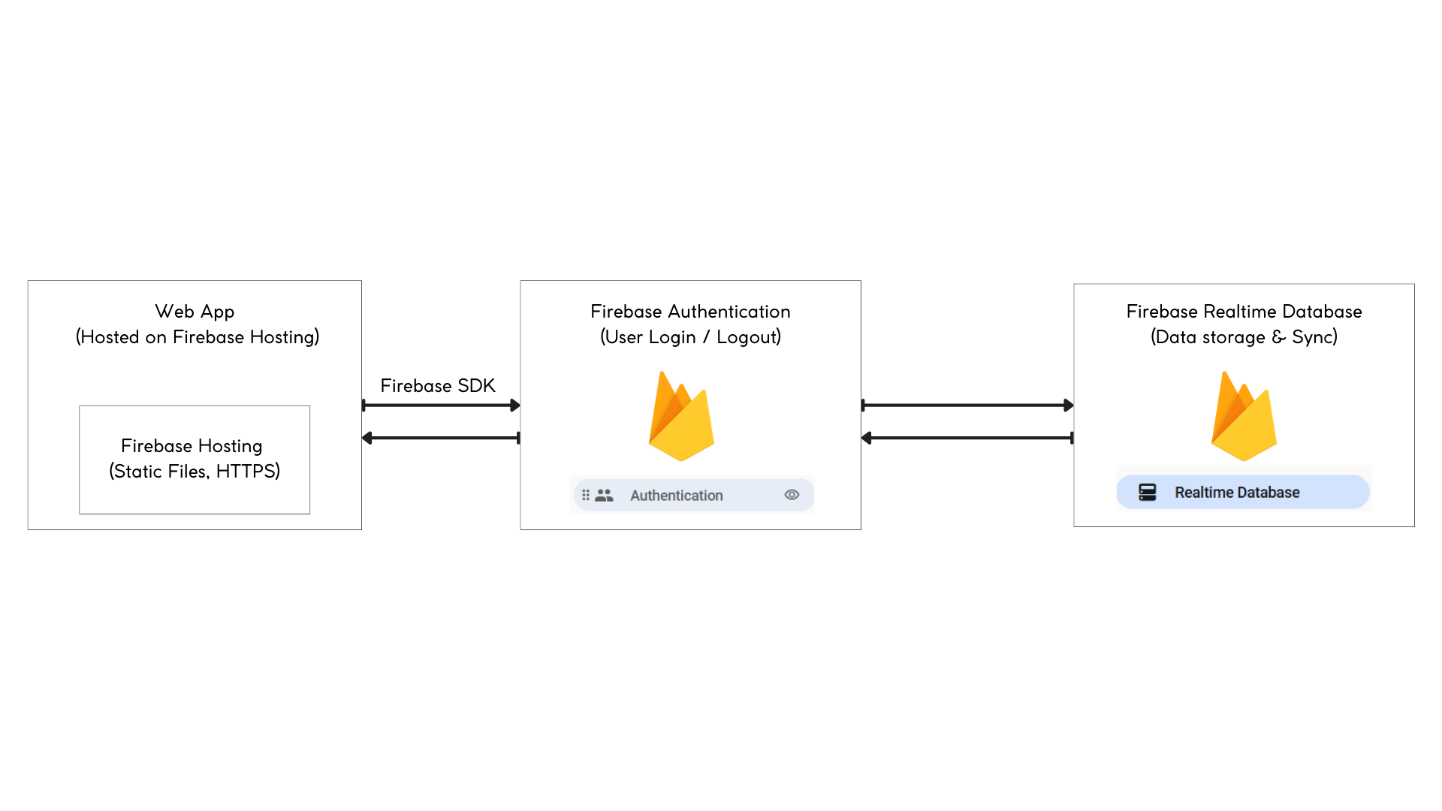 Web App
(Hosted on Firebase Hosting)
Firebase Hosting
(Static Files, HTTPS)
Firebase SDK
Firebase Authentication
(User Login / Logout)
Authentication
Firebase Realtime Database
(Data storage & Sync)
Realtime Database